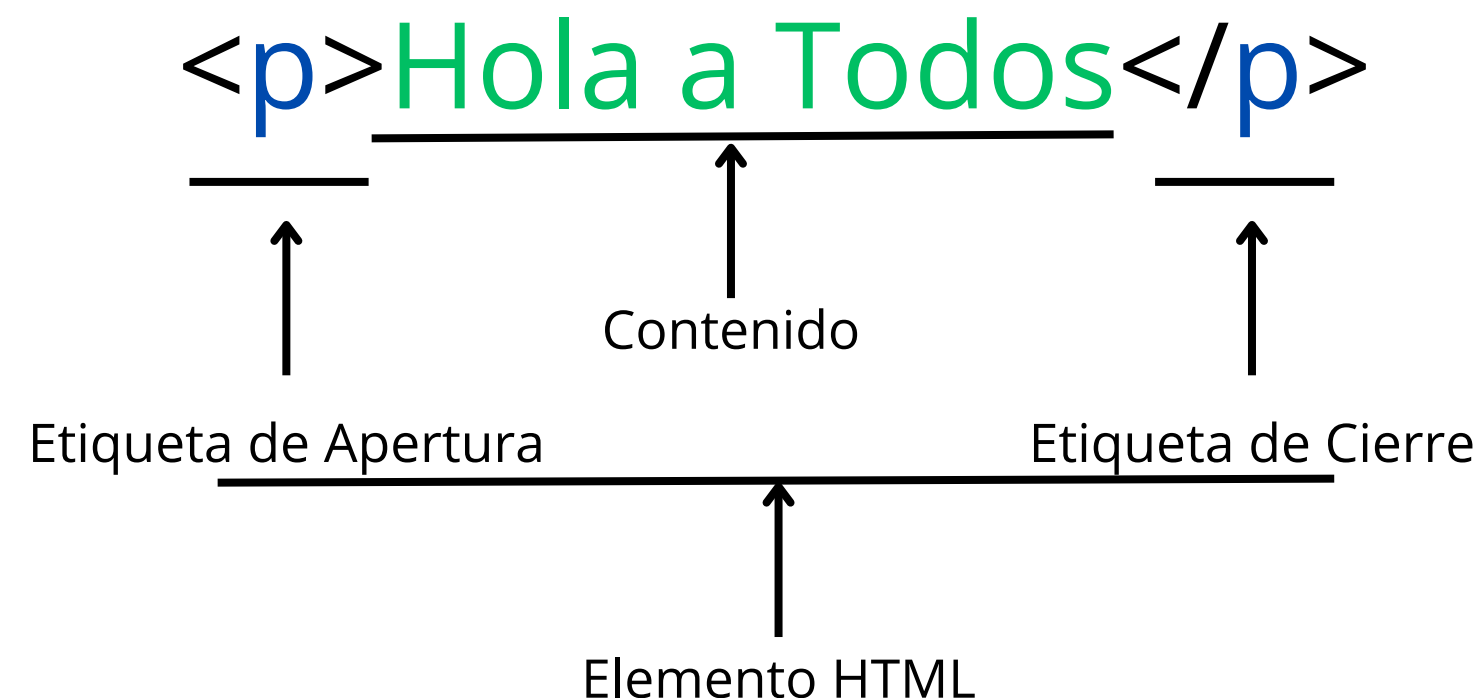 <p>Hola a Todos</p>
Contenido
Etiqueta de Apertura
Etiqueta de Cierre
Elemento HTML